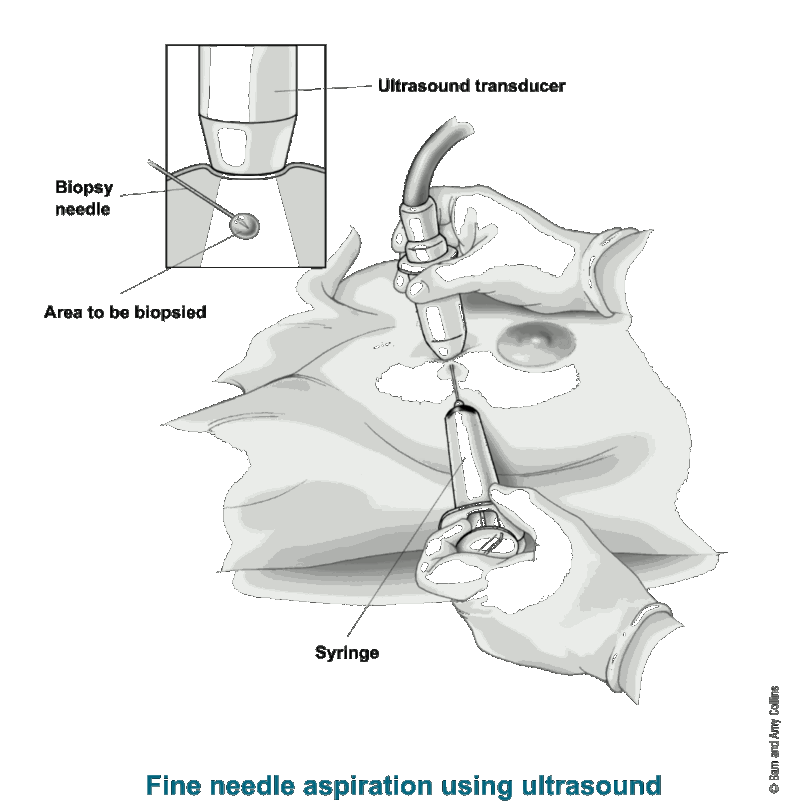 Ultrasound transducer
Biopsy
needle
Area to be biopsied
Syringe
© Sam and Amy Collins
Fine needle aspiration using ultrasound